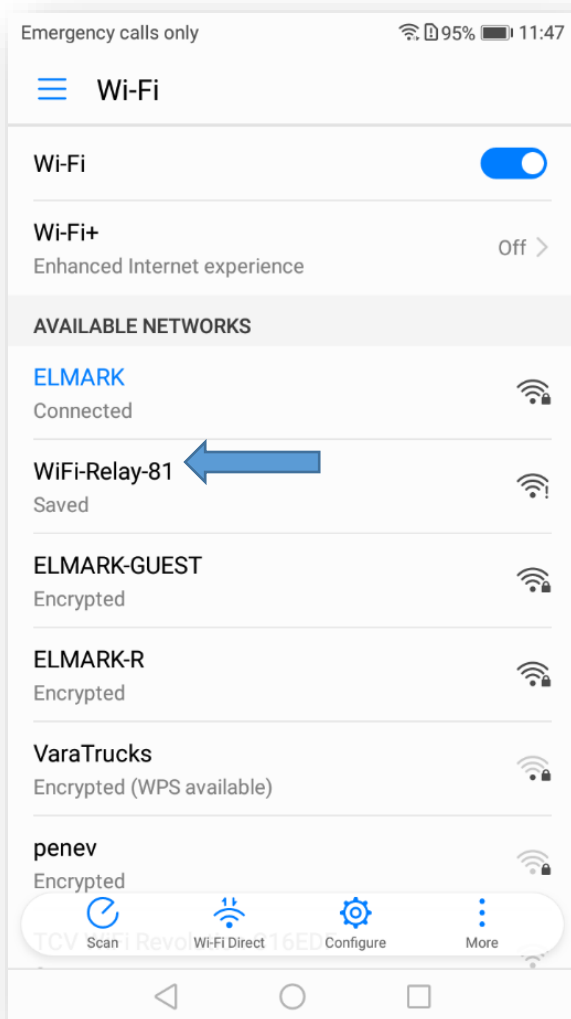 Emergency calls only 95% 11:47
Wi-Fi
Wi-Fi
Wi-Fi+
Enhanced Internet experience
Off
AVAILABLE NETWORKS
ELMARK
Connected
WiFi-Relay-81
Saved
ELMARK-GUEST
Encrypted
ELMARK-R
Encrypted
VaraTrucks
Encrypted (WPS available)
penev
Encrypted
TCV WiFi
Scan Wi-Fi Direct Configure More